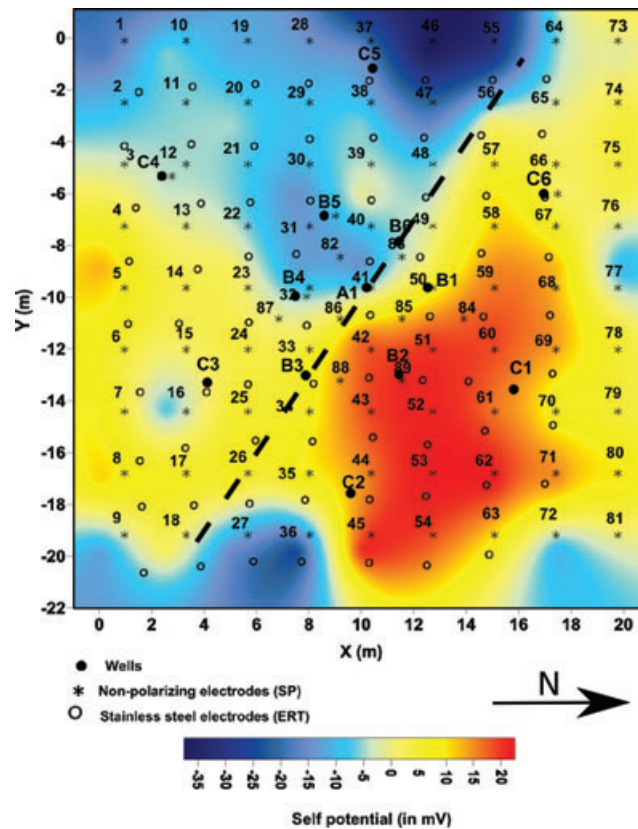 1 10 19 28 37 46 55 64 73
0
C5
-2
2 11 20 29 38 47 56 65 74
-4
3 12 21 30 39 48 57 66 75
C4
C6
-6
4 13 22 31 B5 40 49 58 67 76
B6
-8
82
5 14 23 41 50 59 68 77
B4 A1 B1
-10
32
87 86 85 84
6 15 24 33 42 51 60 69 78
-12
C3 B3 88 B2 89 C1
7 16 25 34 43 52 61 70 79
-14
-16
8 17 26 35 44 53 62 71 80
C2
-18
9 18 27 36 45 54 63 72 81
-20
-22
Y (m)
0 2 4 6 8 10 12 14 16 18 20
X (m)
Wells
Non-polarizing electrodes (SP)
Stainless steel electrodes (ERT)
N
-35 -30 -25 -20 -15 -10 -5 0 5 10 15 20
Self potential (in mV)